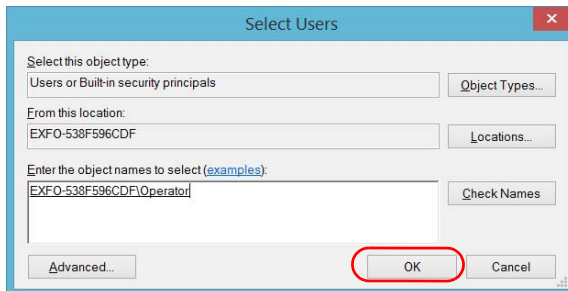 Select Users
Select this object type:
Users or Built-in security principals
Object Types...
From this location:
EXFO-538F596CDF
Locations...
Enter the object names to select (examples):
EXFO-538F596CDF\Operator
Check Names
Advanced...
OK
Cancel